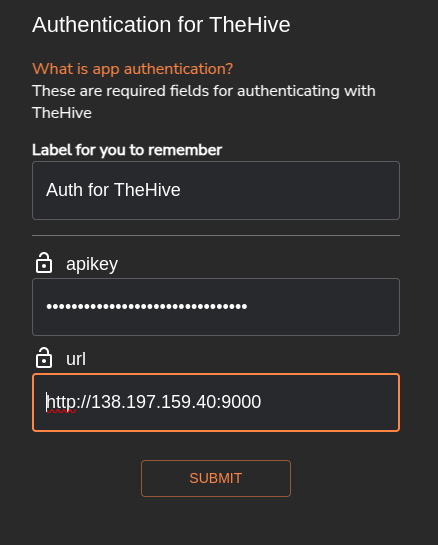 Authentication for TheHive
What is app authentication?
These are required fields for authenticating with
TheHive
Label for you to remember
Auth for TheHive
apikey
••••••••••••••••••••••••••••••••
url
http://138.197.159.40:9000
SUBMIT